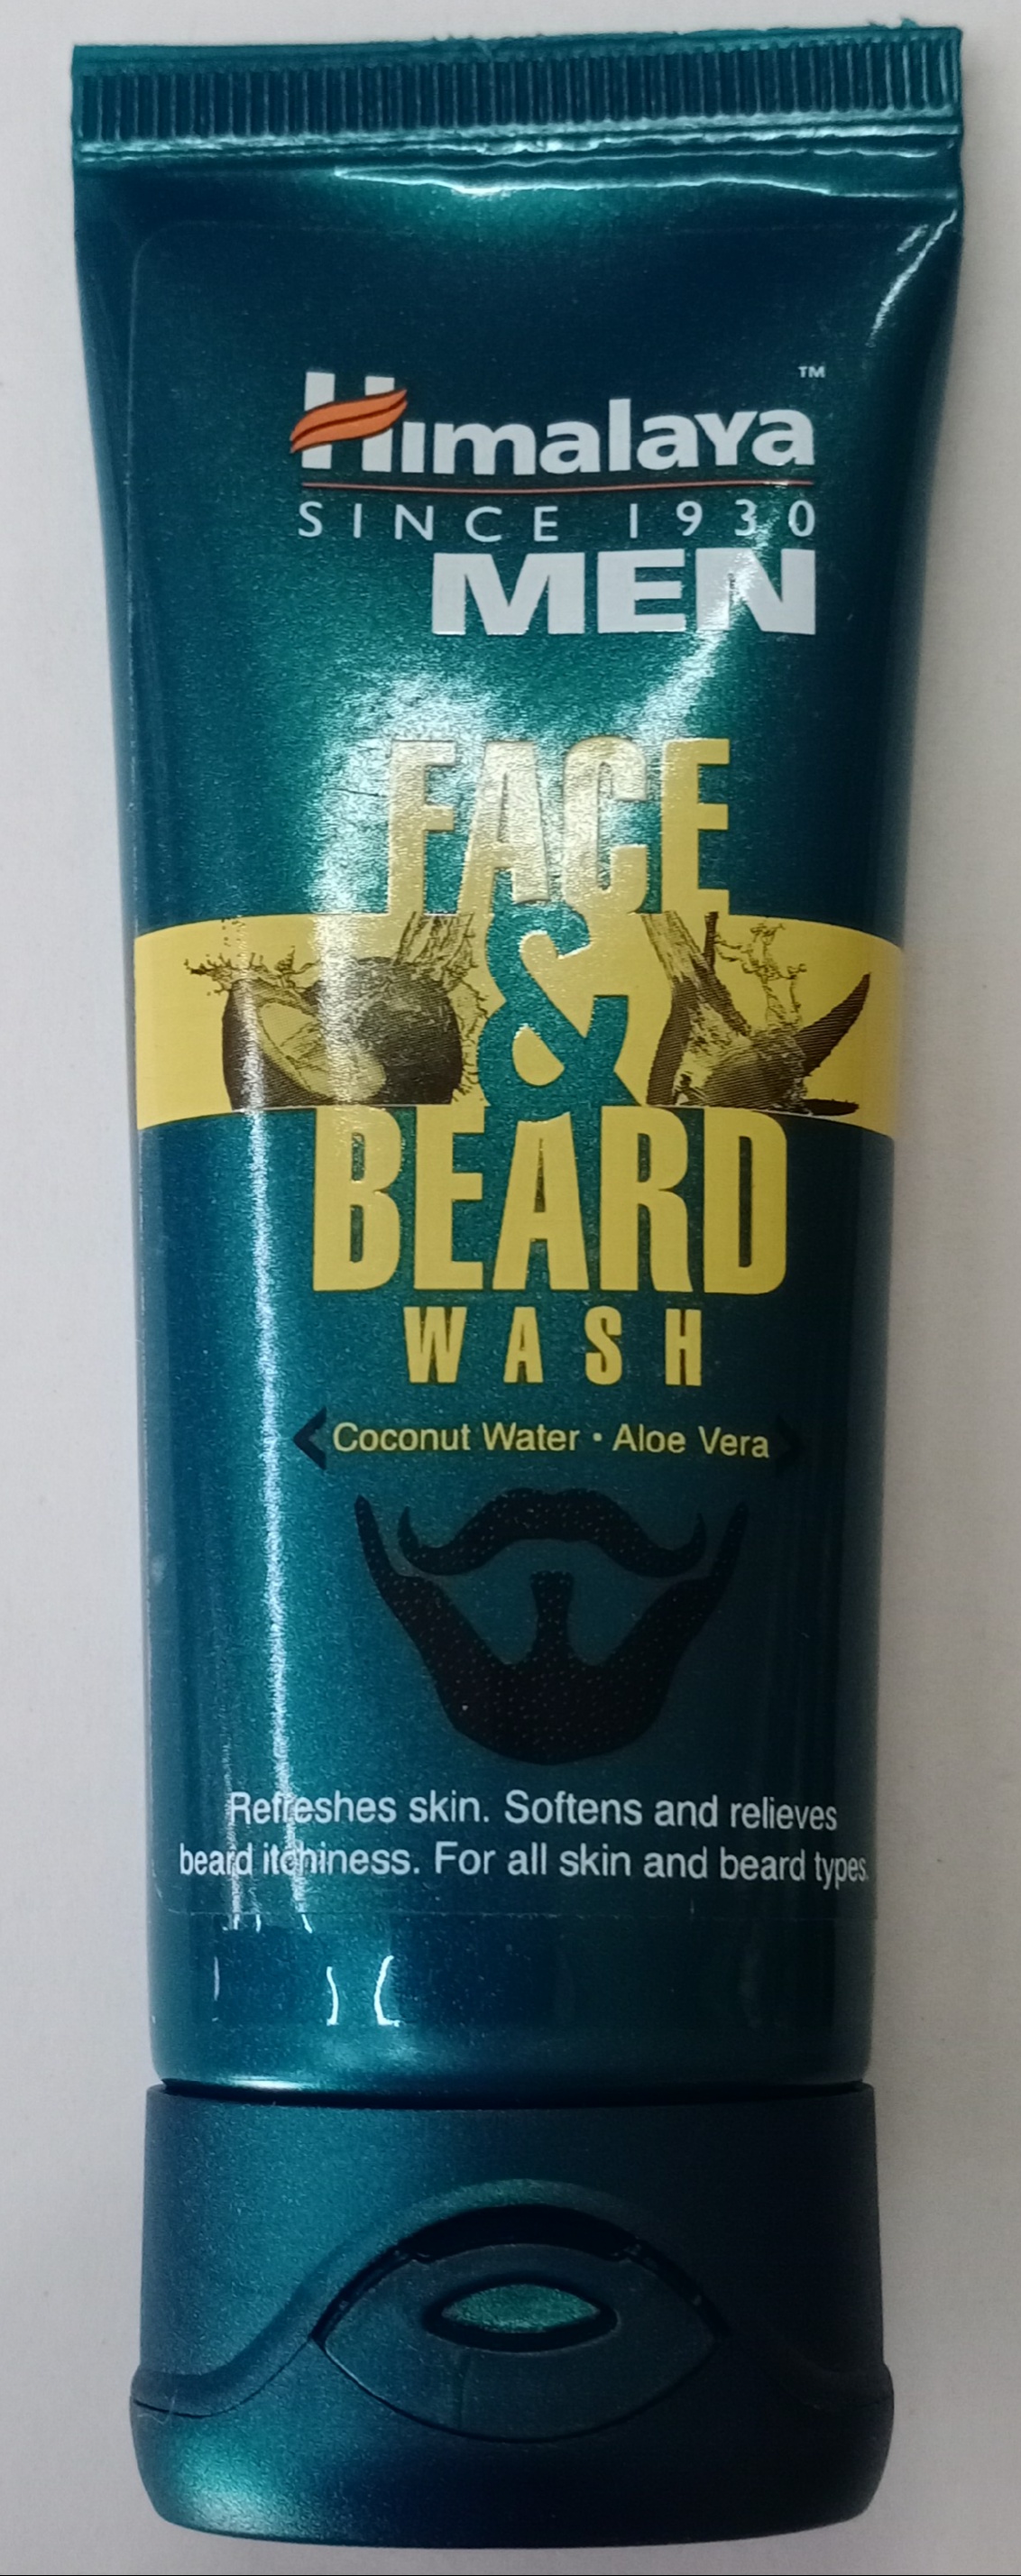 Himalaya™
SINCE 1930
MEN
FACE
&
BEARD
WASH
Coconut Water • Aloe Vera
Refreshes skin. Softens and relieves
beard itchiness. For all skin and beard types.